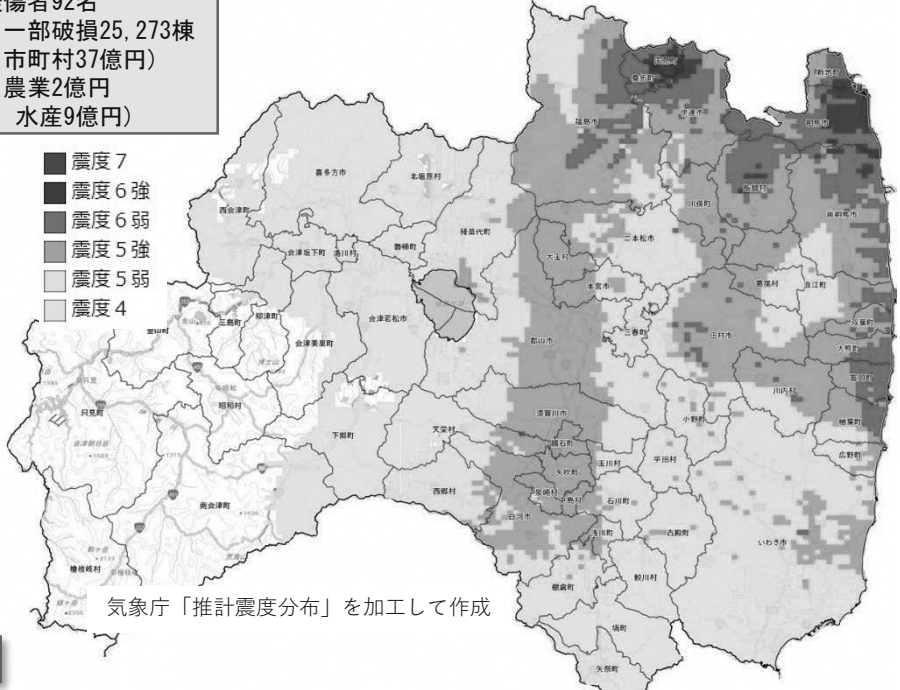 傷者92名
一部破損25,273棟
市町村37億円)
農業2億円
水産9億円)
震度7
震度6強
震度6弱
震度5強
震度5弱
震度4
国見町
桑折町
新地町
伊達市
相馬市
福島市
喜多方市
北塩原村
飯舘村
西会津町
川俣町
南相馬市
猪苗代町
二本松市
磐梯町
会津坂下町
湯川村
大玉村
葛尾村
浪江町
本宮市
双葉町
会津若松市
三島町
柳津町
金山町
三春町
田村市
大熊町
会津美里町
郡山市
富岡町
川内村
昭和村
只見町
須賀川市
小野町
楢葉町
天栄村
下郷町
鏡石町
広野町
平田村
玉川村
矢吹町
西郷村
泉崎村
中島村
石川町
南会津町
白河市
浅川町
古殿町
いわき市
檜枝岐村
鮫川村
棚倉町
気象庁「推計震度分布」を加工して作成
塙町
矢祭町